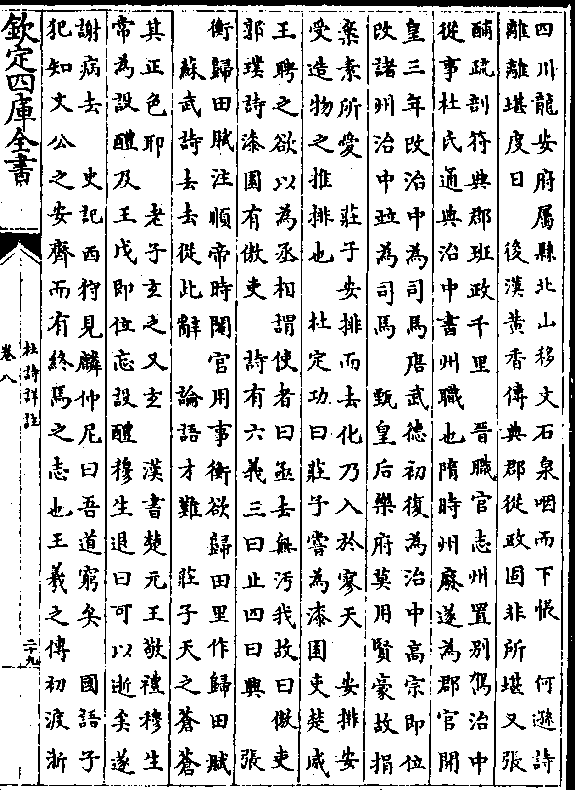 四川龍安府屬縣北山移文石泉咽而下悵　何遜詩
離離堪度日　後漢黄香傳典郡從政固非所堪又張
酺疏剖符典郡班政千里　晉職官志州置别駕治中
從事杜氏通典治中書州職也隋時州廢遂為郡官開
皇三年改治中為司馬唐武德初復為治中高宗即位
改諸州治中竝為司馬　甄皇后樂府莫用賢豪故捐
棄素所愛　莊子安排而去化乃入於寥天　安排安
受造物之推排也　杜定功曰莊子嘗為漆園吏楚威
王聘之欲以為丞相謂使者曰亟去無汚我故曰傲吏
郭璞詩漆園有傲吏　詩有六義三曰止四曰興　張
衡歸田賦注順帝時閹官用事衡欲歸田里作歸田賦
蘇武詩去去從此辭　論語才難　莊子天之蒼蒼
其正色耶　老子玄之又玄　漢書楚元王敬禮穆生
常為設醴及王戊即位忘設醴穆生退曰可以逝矣遂
謝病去　史記西狩見麟仲尼曰吾道窮矣　國語子
犯知文公之安齊而有終焉之志也王羲之傳初渡浙
欽定四庫全書
杜詩詳註
卷八
二十九